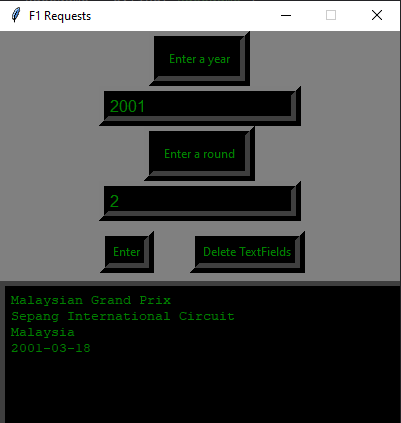 F1 Requests
Enter a year
2001
Enter a round
2
Enter
Delete TextFields
Malaysian Grand Prix
Sepang International Circuit
Malaysia
2001-03-18